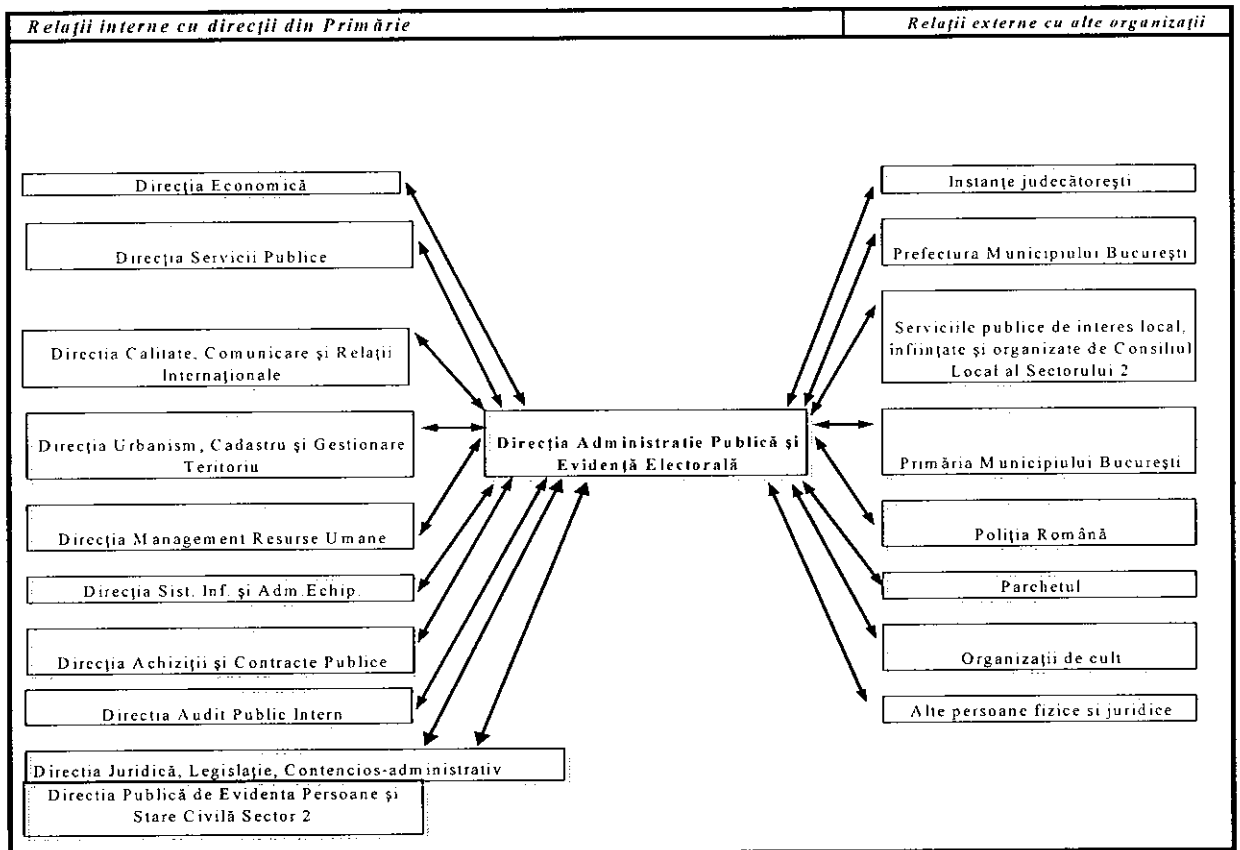 Relaţii interne cu direcţii din Primărie
Relaţii externe cu alte organizaţii
Direcţia Economică
Direcţia Servicii Publice
Directia Calitate, Comunicare şi Relaţii
Internaţionale
Direcţia Urbanism, Cadastru şi Gestionare
Teritoriu
Direcţia Management Resurse Umane
Direcţia Sist. Inf. şi Adm.Echip.
Direcţia Achiziţii şi Contracte Publice
Directia Audit Public Intern
Directia Juridică, Legislaţie, Contencios-administrativ
Directia Publică de Evidenta Persoane şi
Stare Civilă Sector 2
Direcţia Administratie Publică şi
Evidenţă Electorală
Instanţe judecătoreşti
Prefectura Municipiului Bucureşti
Serviciile publice de interes local,
infiinţate şi organizate de Consiliul
Local al Sectorului 2
Primăria Municipiului Bucureşti
Poliţia Română
Parchetul
Organizaţii de cult
Alte persoane fizice si juridice